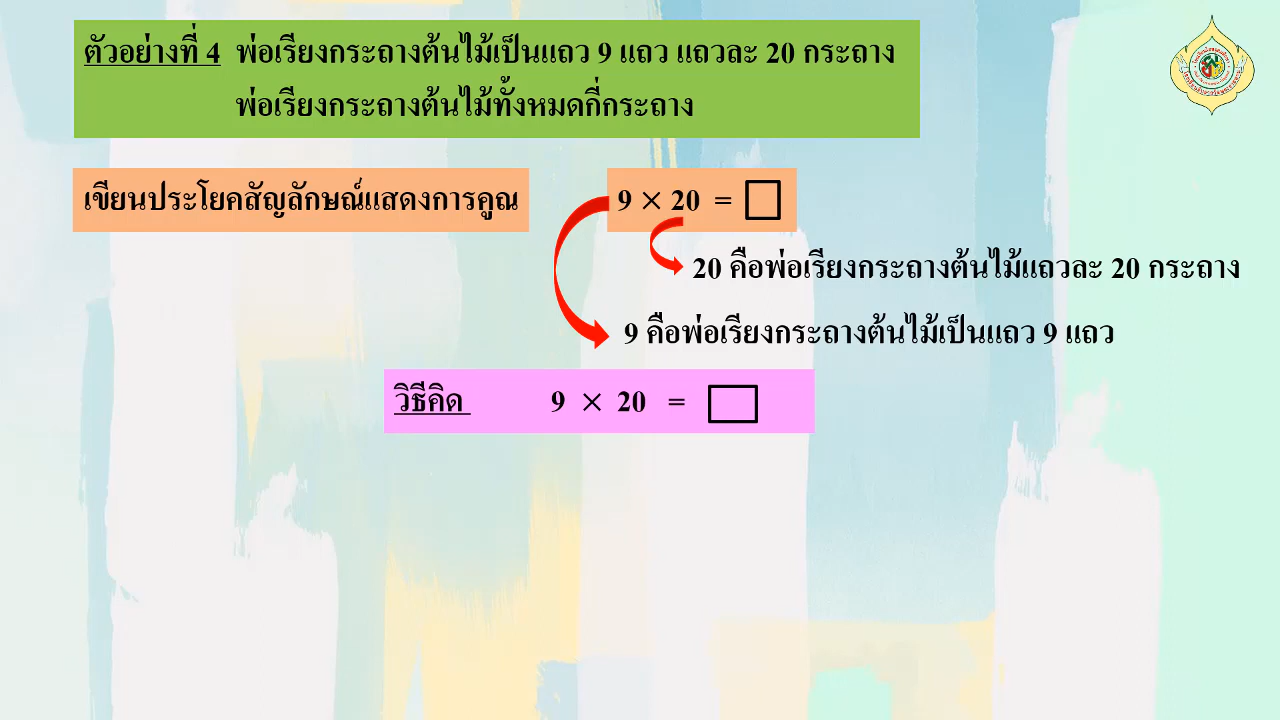 ตัวอย่างที่ 4 พ่อเรียงกระถางต้นไม้เป็นแถว 9 แถว แถวละ 20 กระถาง
พ่อเรียงกระถางต้นไม้ทั้งหมดกี่กระถาง
เขียนประโยคสัญลักษณ์แสดงการคูณ 9 × 20 = □
20 คือพ่อเรียงกระถางต้นไม้แถวละ 20 กระถาง
9 คือพ่อเรียงกระถางต้นไม้เป็นแถว 9 แถว
วิธีคิด 9 × 20 = □